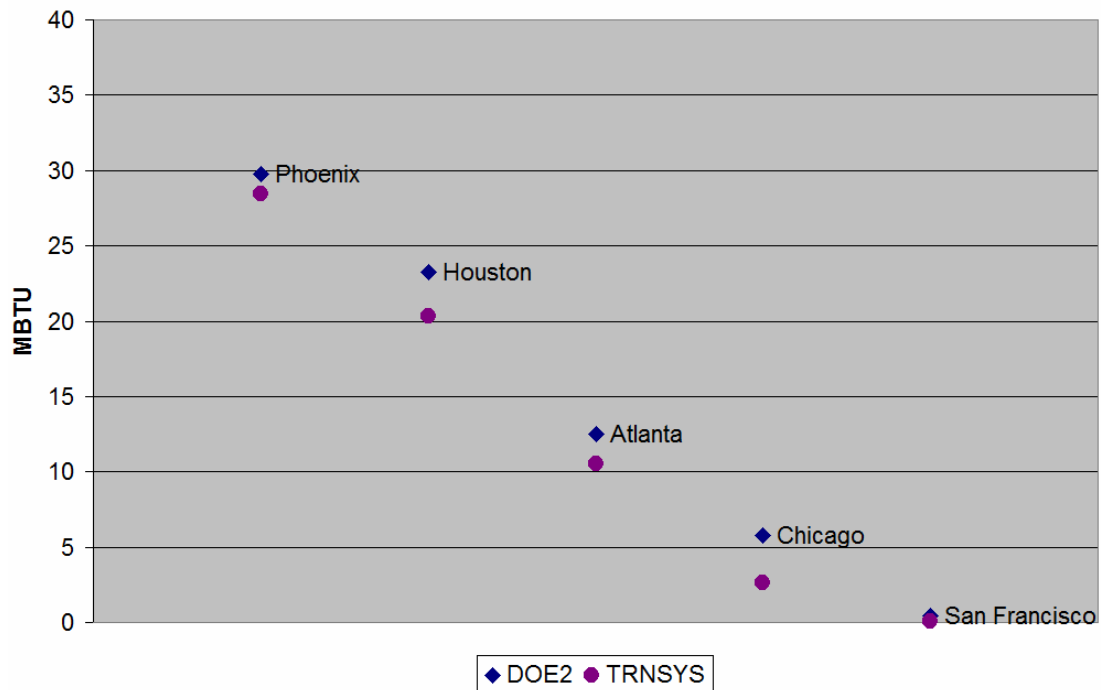 40
35
30
Phoenix
25
Houston
20
MBTU
15
Atlanta
10
Chicago
5
San Francisco
0
DOE2 TRNSYS